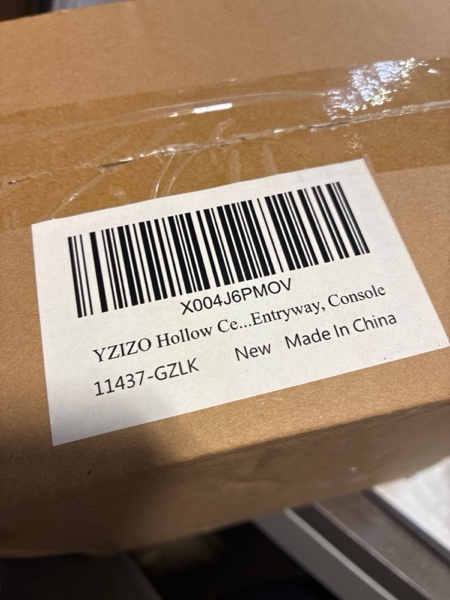 X004J6PMOV
YZIZO Hollow Ce...Entryway, Console
11437-GZLK New Made In China